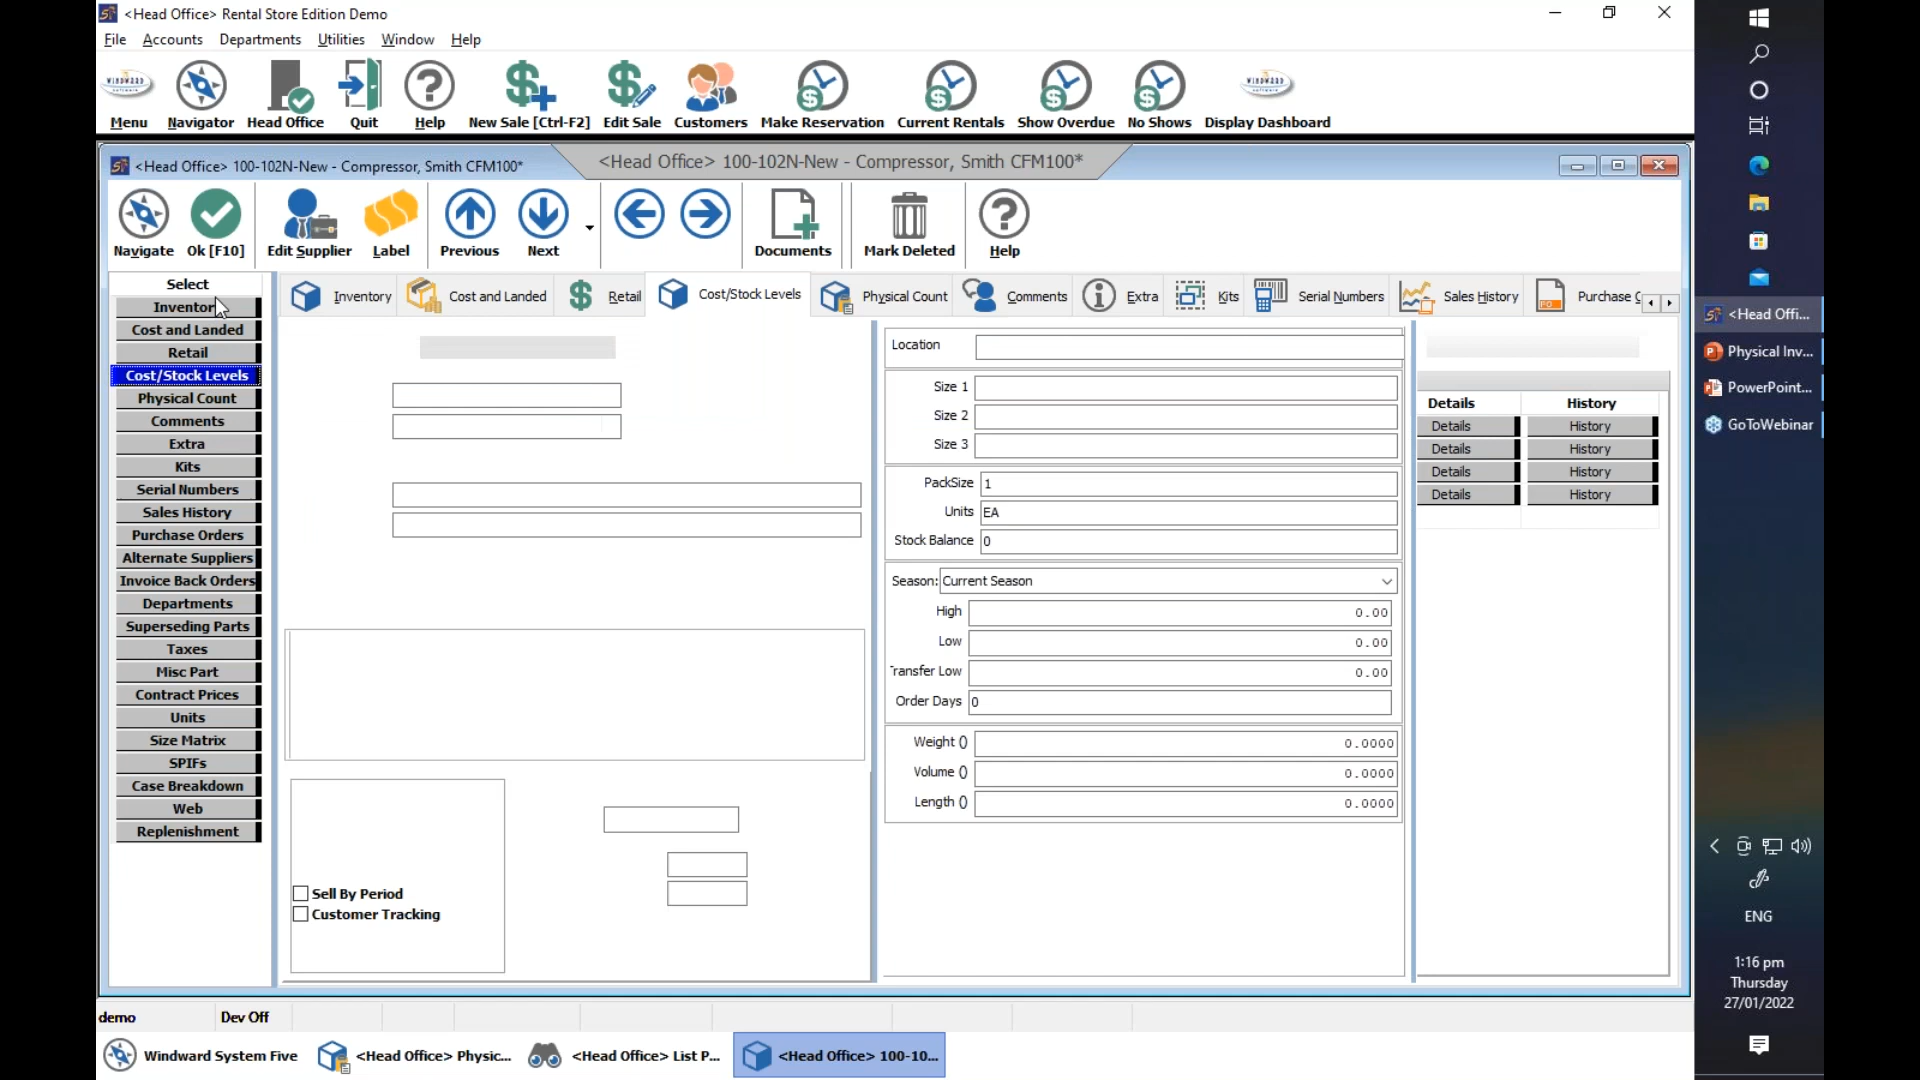 <Head Office> Rental Store Edition Demo
File Accounts Departments Utilities Window Help
Menu Navigator Head Office Quit Help New Sale [Ctrl-F2] Edit Sale Customers Make Reservation Current Rentals Show Overdue No Shows Display Dashboard
<Head Office> 100-102N-New - Compressor, Smith CFM100*
<Head Office> 100-102N-New - Compressor, Smith CFM100*
Navigate Ok [F10] Edit Supplier Label Previous Next Documents Mark Deleted Help
Select
Inventory
Cost and Landed
Retail
Cost/Stock Levels
Physical Count
Comments
Extra
Kits
Serial Numbers
Sales History
Purchase Orders
Alternate Suppliers
Invoice Back Orders
Departments
Superseding Parts
Taxes
Misc Part
Contract Prices
Units
Size Matrix
SPIFs
Case Breakdown
Web
Replenishment
Inventory Cost and Landed Retail Cost/Stock Levels Physical Count Comments Extra Kits Serial Numbers Sales History Purchase
Sell By Period
Customer Tracking
Location
Size 1
Size 2
Size 3
PackSize 1
Units EA
Stock Balance 0
Season: Current Season
High 0.00
Low 0.00
Transfer Low 0.00
Order Days 0
Weight () 0.0000
Volume () 0.0000
Length () 0.0000
Details History
Details History
Details History
Details History
Details History
demo Dev Off
Windward System Five <Head Office> Physic... <Head Office> List P... <Head Office> 100-10...
<Head Offi...
Physical Inv...
PowerPoint...
GoToWebinar
ENG
1:16 pm
Thursday
27/01/2022